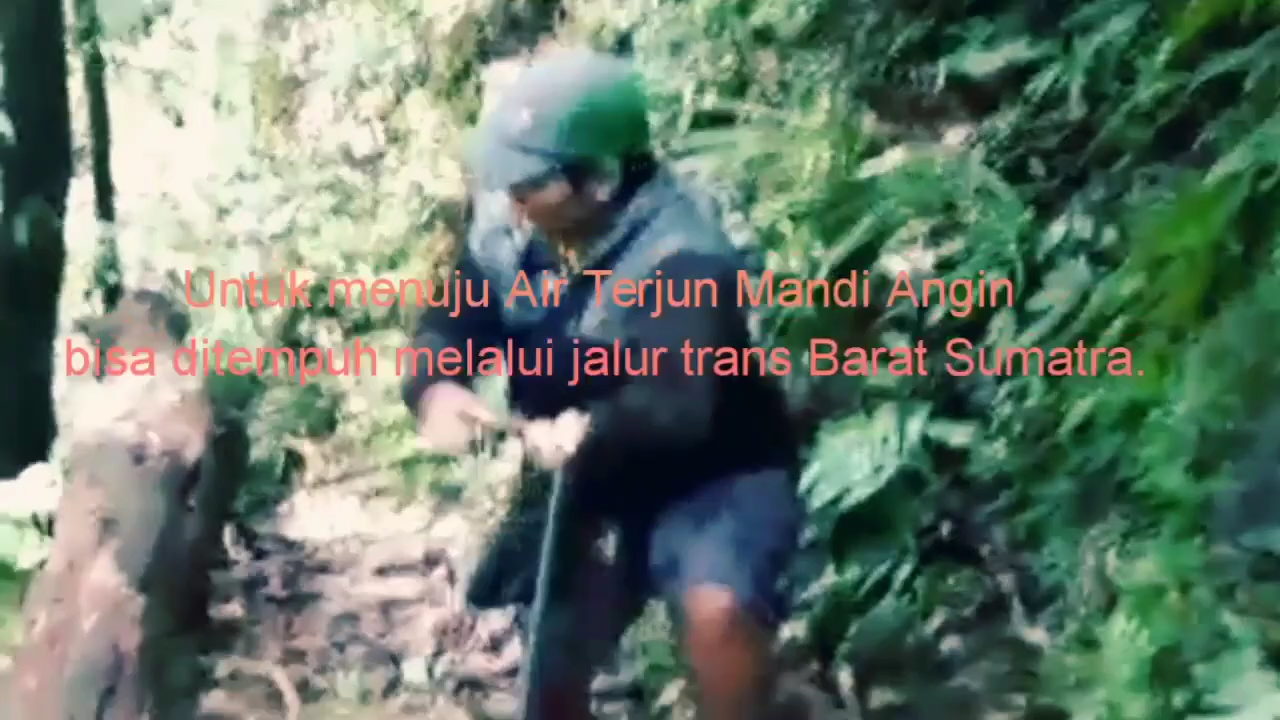 Untuk menuju Air Terjun Mandi Angin
bisa ditempuh melalui jalur trans Barat Sumatra.